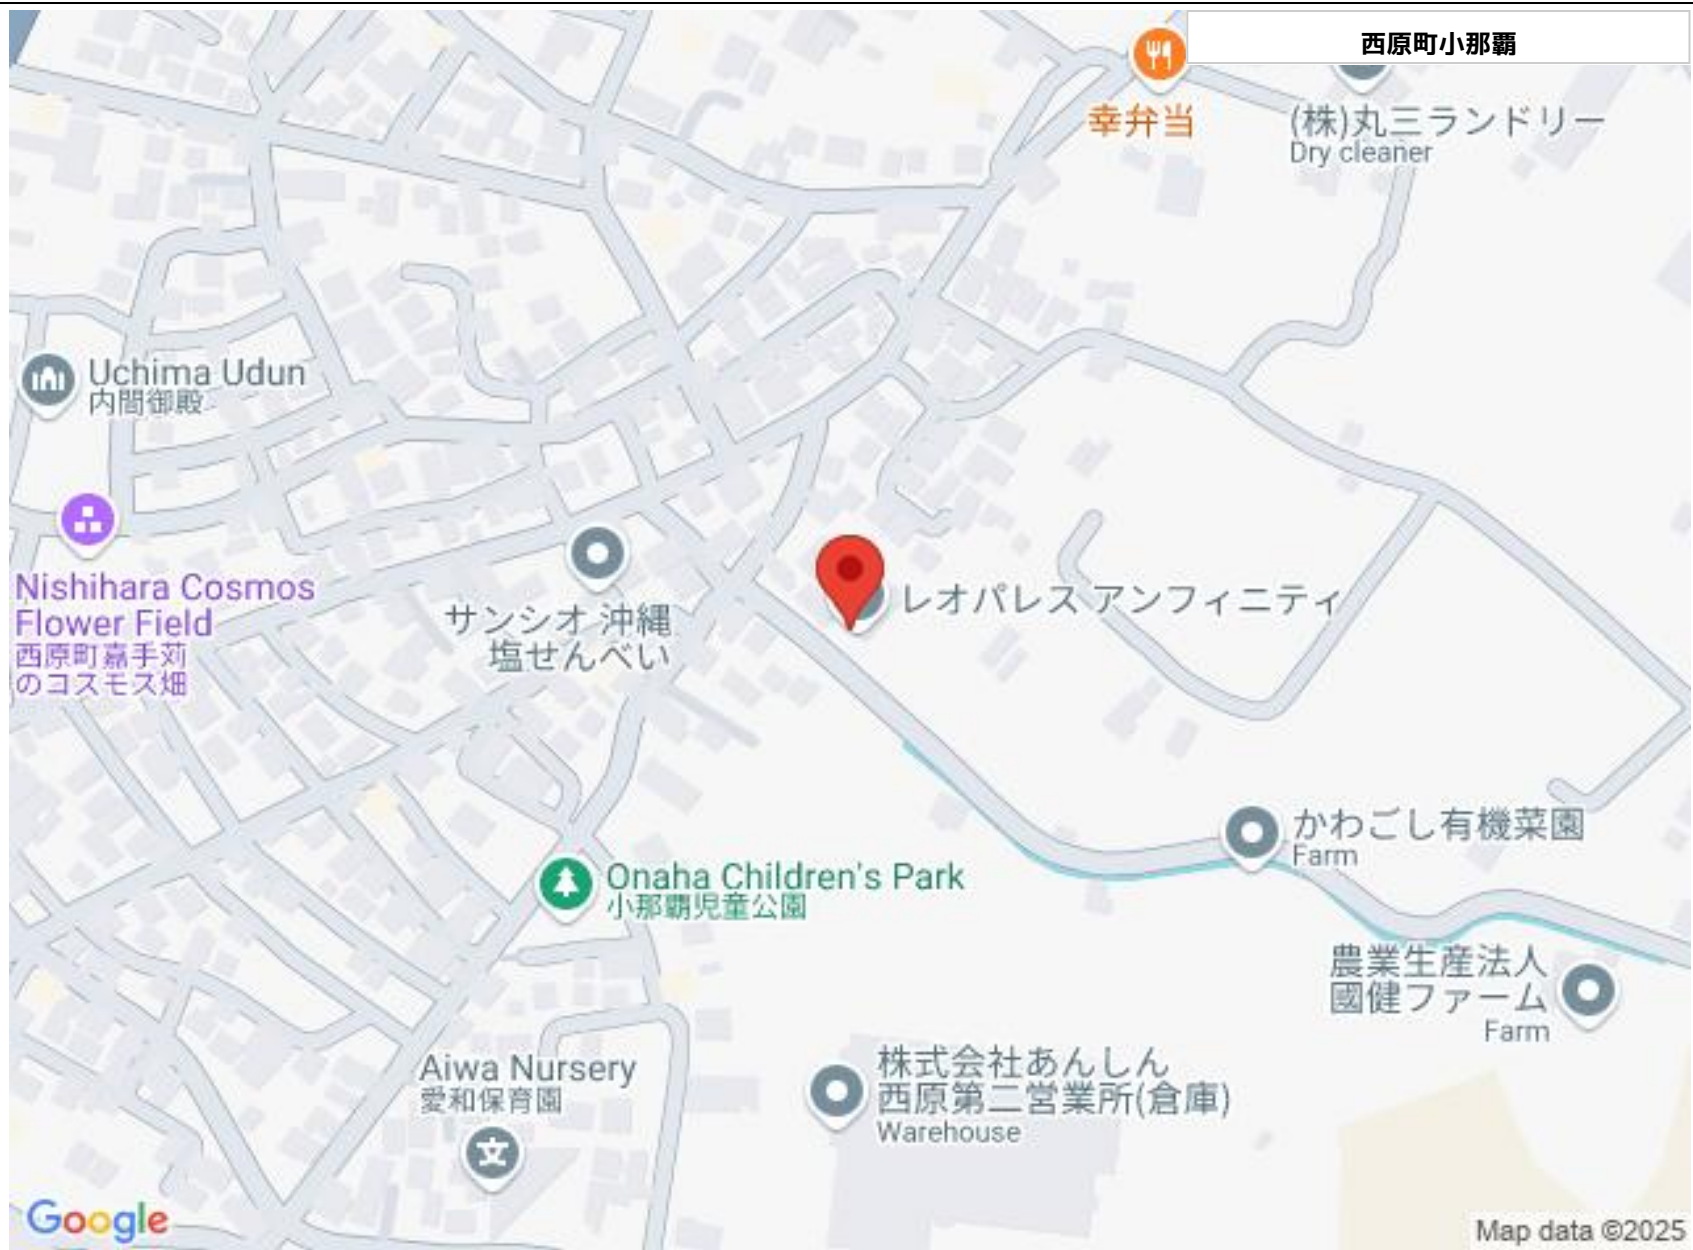 西原町小那覇
幸弁当
(株)丸三ランドリー
Dry cleaner
Uchima Udun
内間御殿
Nishihara Cosmos
Flower Field
西原町嘉手苅
のコスモス畑
サンシオ 沖縄
塩せんべい
レオパレス アンフィニティ
かわごし有機菜園
Farm
Onaha Children's Park
小那覇児童公園
農業生産法人
國健ファーム
Farm
Aiwa Nursery
愛和保育園
株式会社あんしん
西原第二営業所(倉庫)
Warehouse
Google
Map data ©2025